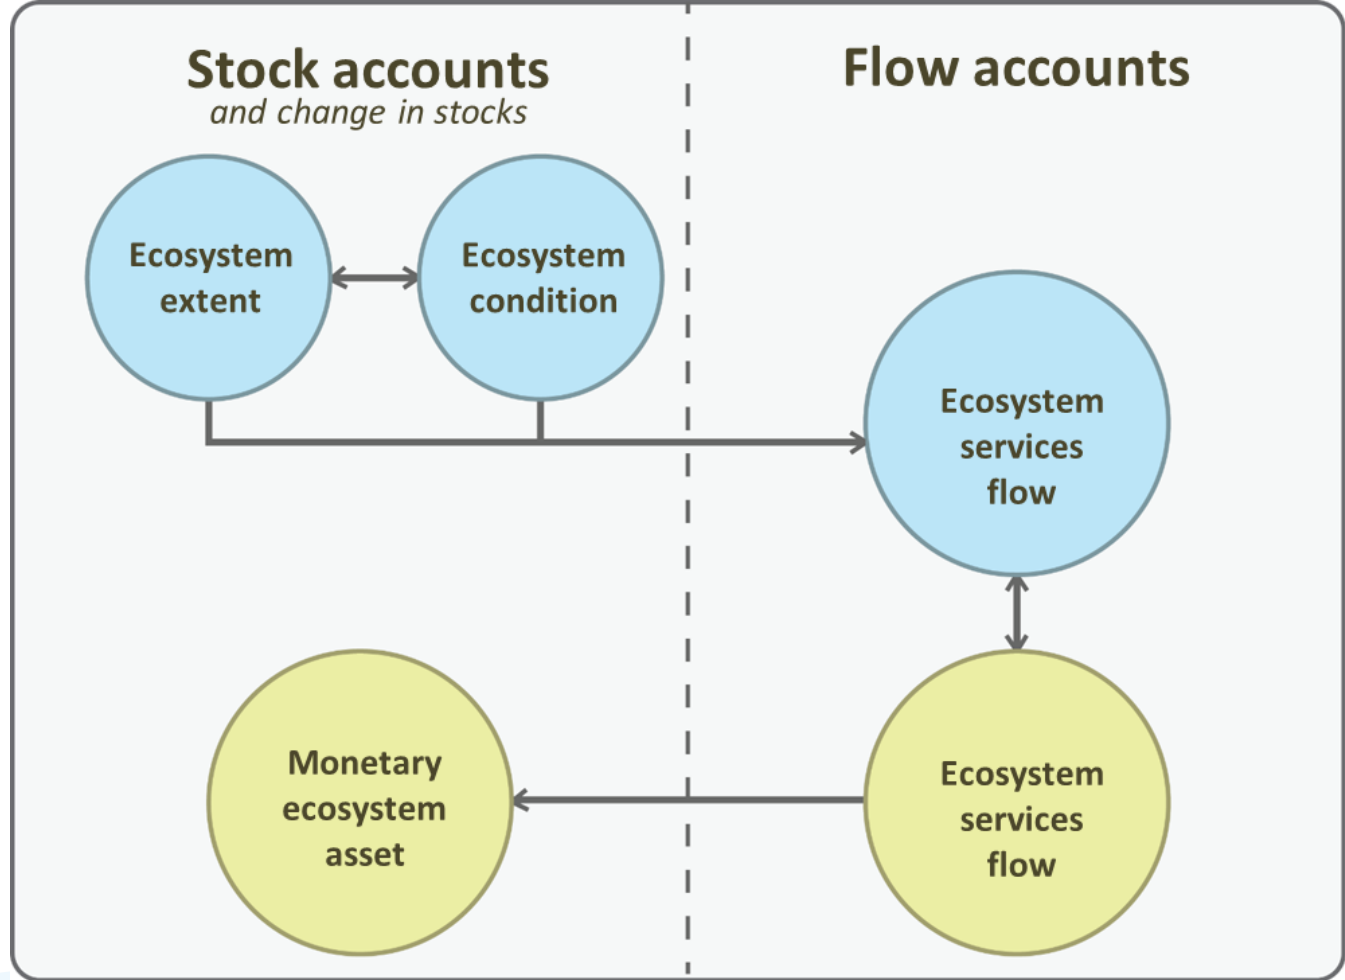 Stock accounts
and change in stocks
Flow accounts
Ecosystem
extent
Ecosystem
condition
Ecosystem
services
flow
Monetary
ecosystem
asset
Ecosystem
services
flow